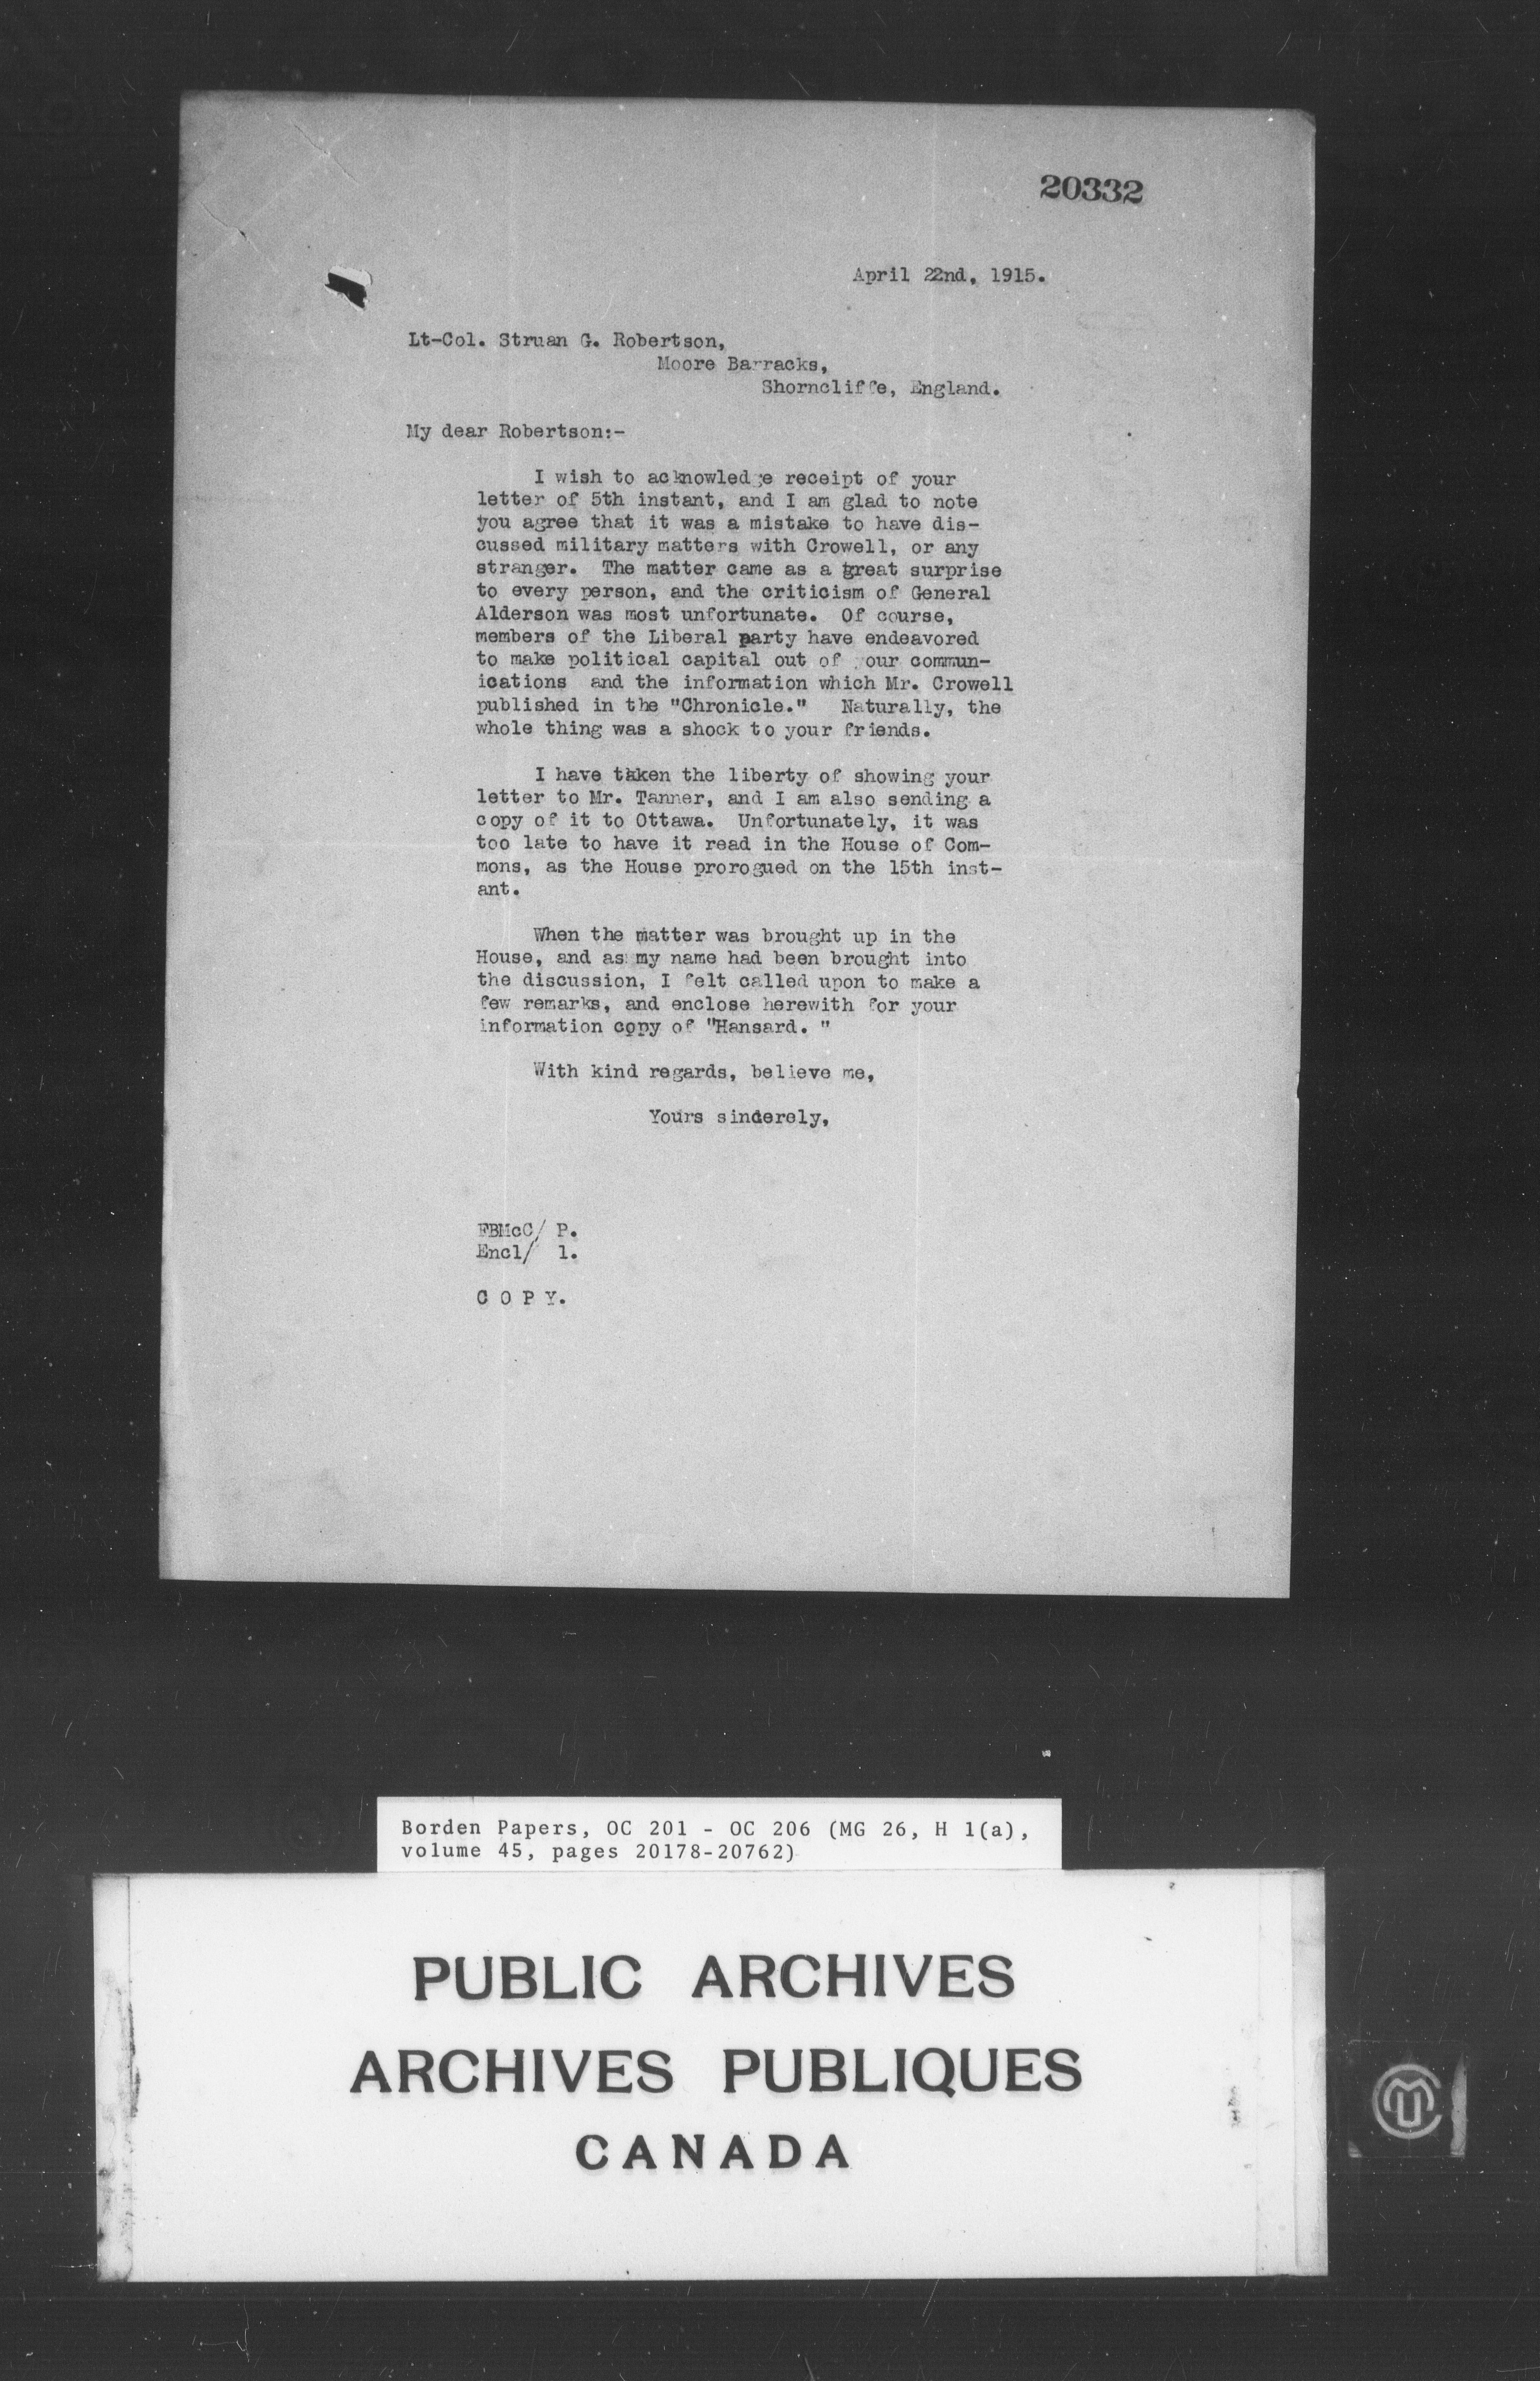 20332
April 22nd, 1915.
Lt-Col. Struan G. Robertson,
Moore Barracks,
Shorncliffe, England.
My dear Robertson:-
I wish to acknowledge receipt of your
letter of 5th instant, and I am glad to note
you agree that it was a mistake to have dis-
cussed military matters with Crowell, or any
stranger. The matter came as a great surprise
to every person, and the criticism of General
Alderson was most unfortunate. Of course,
members of the Liberal party have endeavored
to make political capital out of your commun-
ications and the information which Mr. Crowell
published in the "Chronicle." Naturally, the
whole thing was a shock to your friends.
I have taken the liberty of showing your
letter to Mr. Tanner, and I am also sending a
copy of it to Ottawa. Unfortunately, it was
too late to have it read in the House of Com-
mons, as the House prorogued on the 15th inst-
ant.
When the matter was brought up in the
House, and as my name had been brought into
the discussion, I felt called upon to make a
few remarks, and enclose herewith for your
information copy of "Hansard. "
With kind regards, believe me,
Yours sincerely,
FBMcC/ P.
Encl/ 1.
C O P Y.
Borden Papers, OC 201 - OC 206 (MG 26, H 1(a),
volume 45, pages 20178-20762)
PUBLIC ARCHIVES
ARCHIVES PUBLIQUES
CANADA